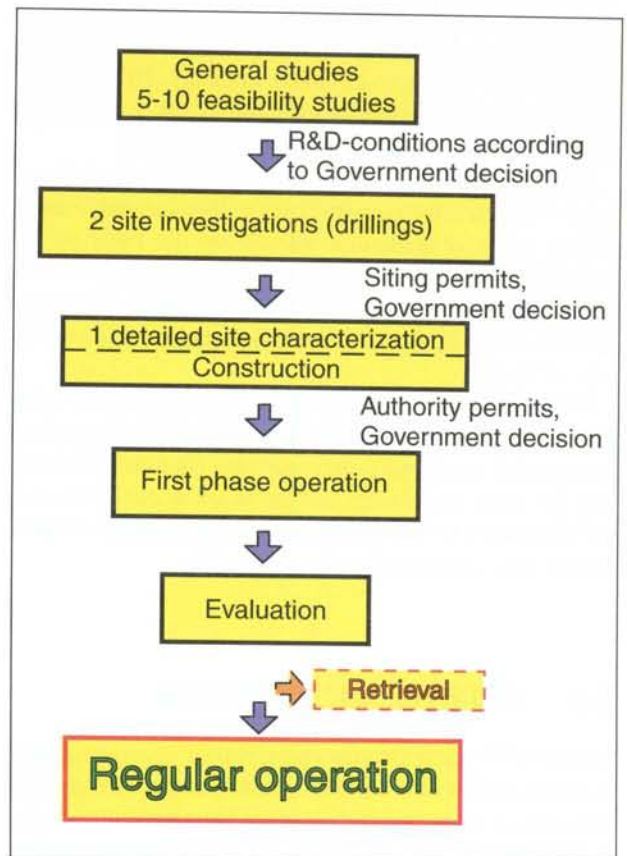 General studies
5-10 feasibility studies
R&D-conditions according
to Government decision
2 site investigations (drillings)
Siting permits,
Government decision
1 detailed site characterization
Construction
Authority permits,
Government decision
First phase operation
Evaluation
Retrieval
Regular operation